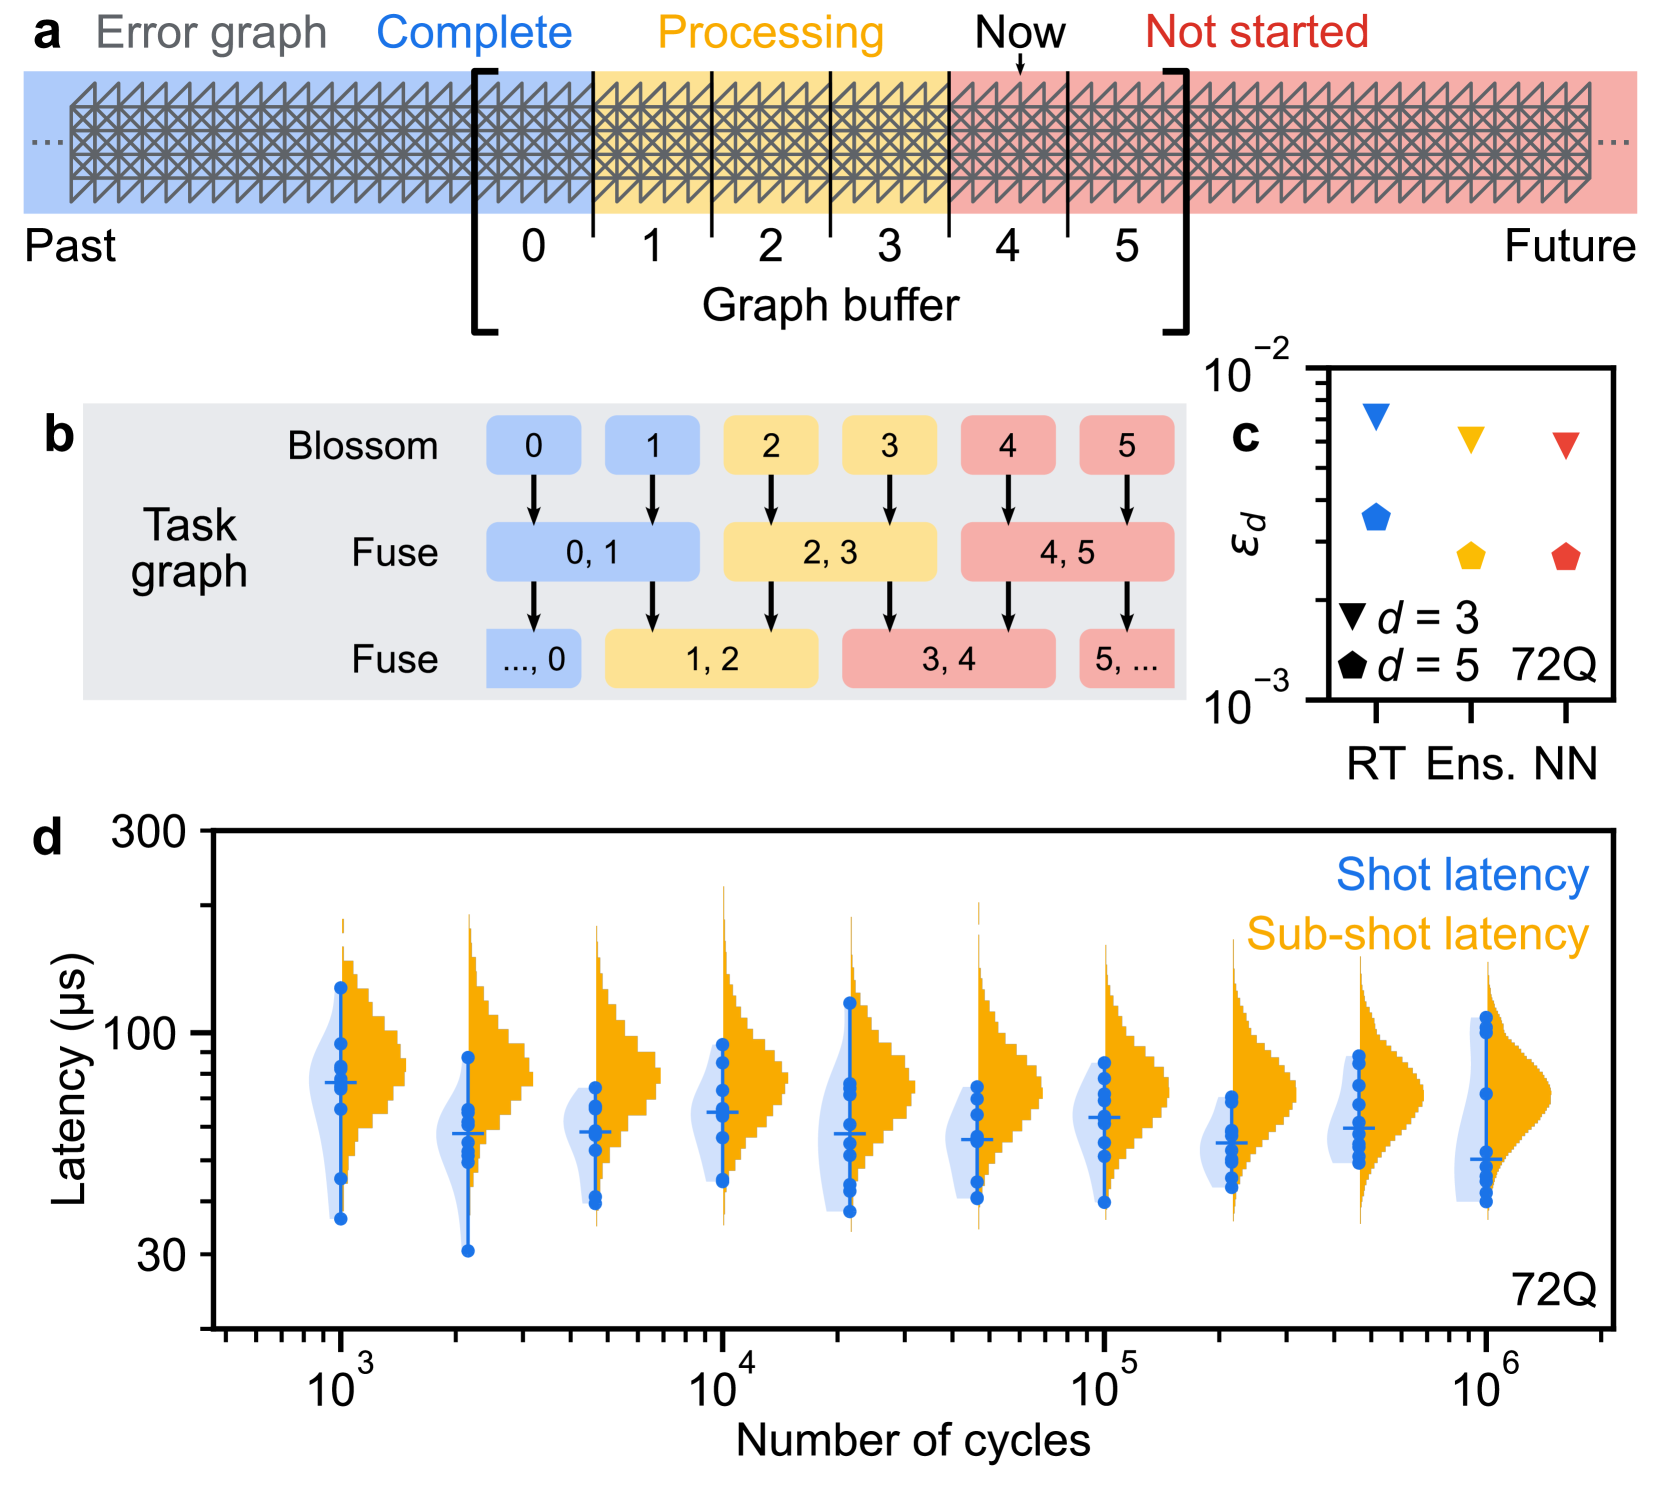 a Error graph Complete Processing Now Not started
... ...
Past 0 1 2 3 4 5 Future
Graph buffer
b
Blossom 0 1 2 3 4 5
Task graph
Fuse 0, 1 2, 3 4, 5
Fuse ..., 0 1, 2 3, 4 5, ...
c
10⁻²
εd
10⁻³
d = 3
d = 5 72Q
RT Ens. NN
d
300
100
30
Latency (μs)
Shot latency
Sub-shot latency
72Q
10³ 10⁴ 10⁵ 10⁶
Number of cycles